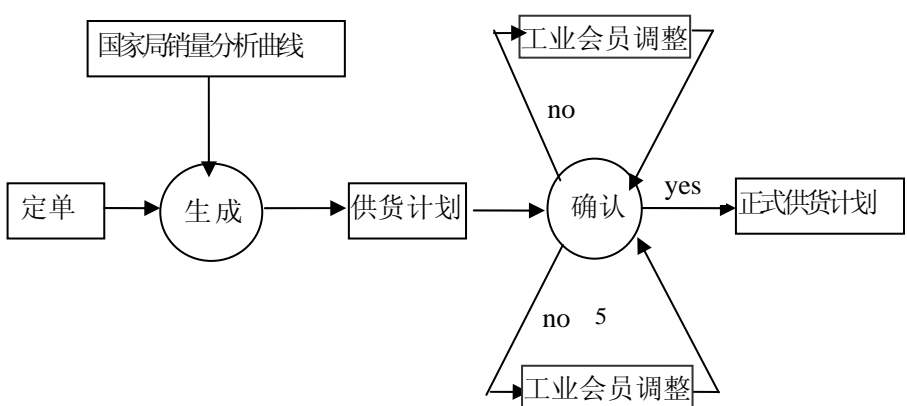 工业会员调整
国家局销量分析曲线
no
定单
生成
供货计划
确认
yes
正式供货计划
no 5
工业会员调整